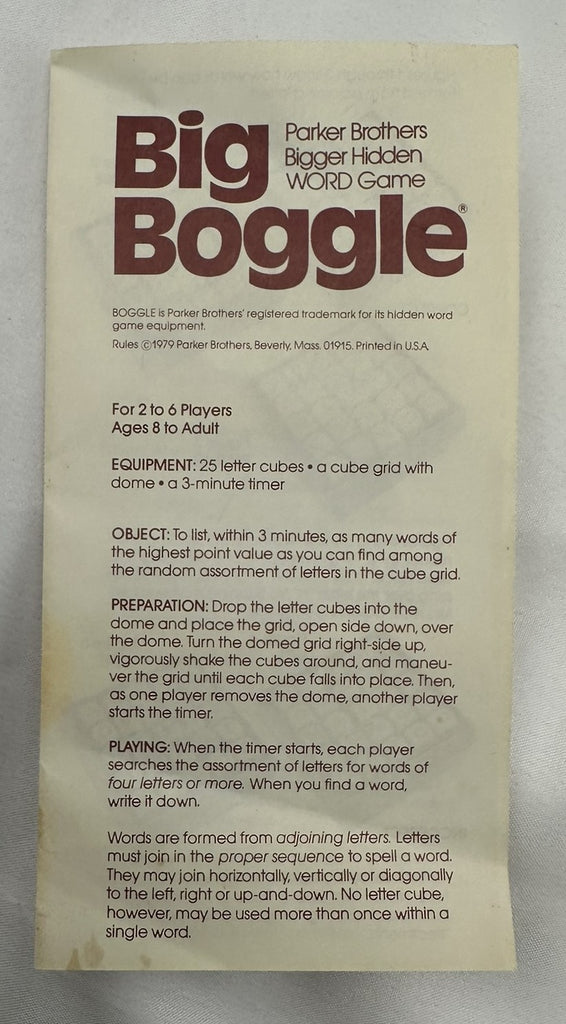 Big
Parker Brothers
Bigger Hidden
WORD Game
Boggle®
BOGGLE is Parker Brothers' registered trademark for its hidden word
game equipment.
Rules ©1979 Parker Brothers, Beverly, Mass. 01915. Printed in U.S.A.
For 2 to 6 Players
Ages 8 to Adult
EQUIPMENT: 25 letter cubes • a cube grid with
dome • a 3-minute timer
OBJECT: To list, within 3 minutes, as many words of
the highest point value as you can find among
the random assortment of letters in the cube grid.
PREPARATION: Drop the letter cubes into the
dome and place the grid, open side down, over
the dome. Turn the domed grid right-side up,
vigorously shake the cubes around, and maneu-
ver the grid until each cube falls into place. Then,
as one player removes the dome, another player
starts the timer.
PLAYING: When the timer starts, each player
searches the assortment of letters for words of
four letters or more. When you find a word,
write it down.
Words are formed from adjoining letters. Letters
must join in the proper sequence to spell a word.
They may join horizontally, vertically or diagonally
to the left, right or up-and-down. No letter cube,
however, may be used more than once within a
single word.